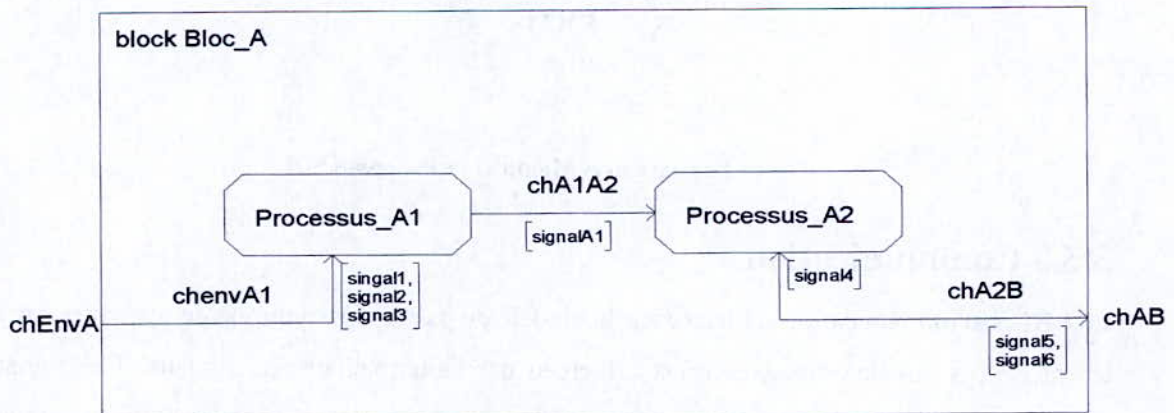 block Bloc_A
chA1A2
Processus_A1
Processus_A2
[signalA1]
chenvA1
[singal1,
signal2,
signal3]
[signal4]
chA2B
chEnvA
chAB
[signal5,
signal6]